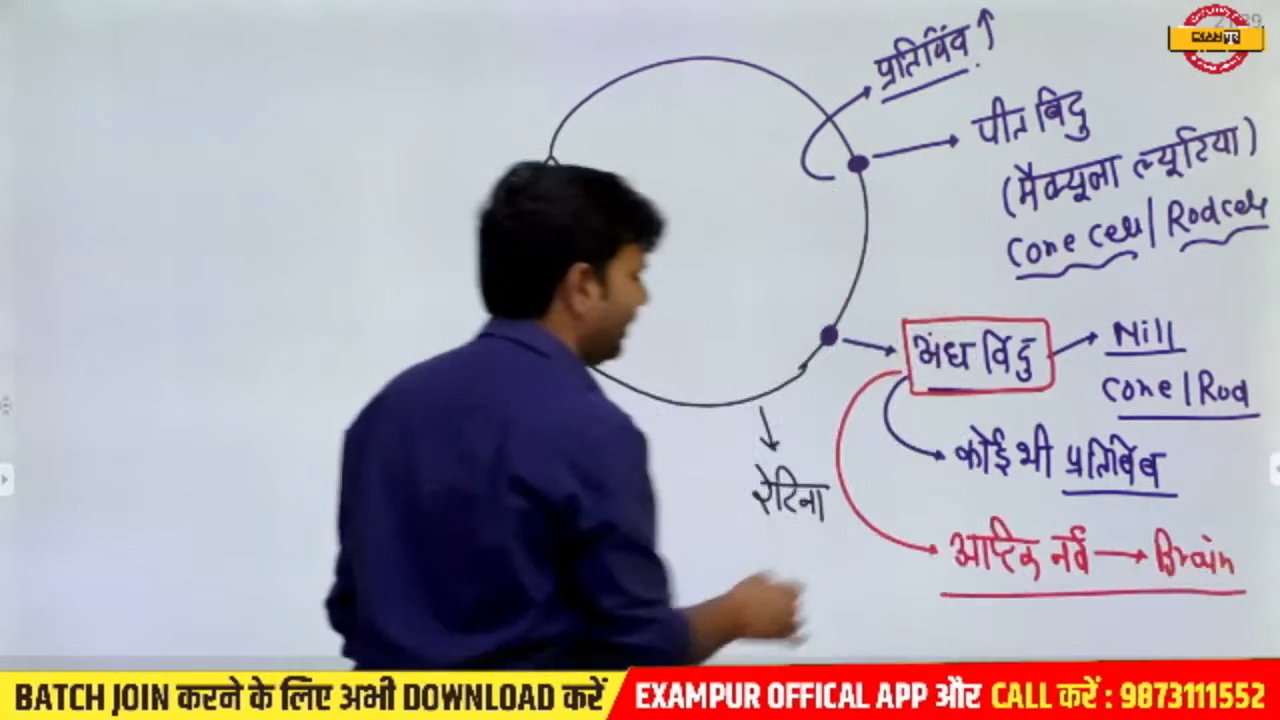 प्रतिबिंब ↑
पीत बिंदु
(मैक्यूला ल्यूटिया)
Cone cell / Rod cell
अंध बिंदु → Nill
Cone / Rod
कोई भी प्रतिबिंब
रेटिना
आप्टिक नर्व → Brain
BATCH JOIN करने के लिए अभी DOWNLOAD करें
EXAMPUR OFFICAL APP और CALL करें : 9873111552